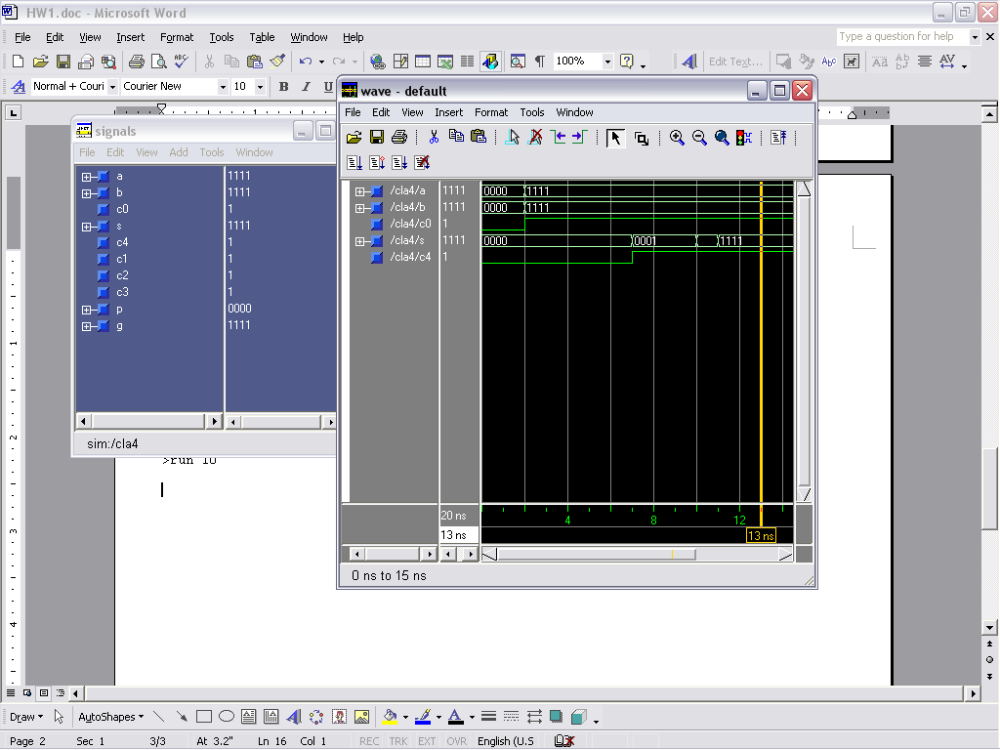 HW1.doc - Microsoft Word
File Edit View Insert Format Tools Table Window Help
Type a question for help
100%
Edit Text...
Normal + Couri Courier New 10 B I U
wave - default
File Edit View Insert Format Tools Window
signals
File Edit View Add Tools Window
a 1111
b 1111
c0 1
s 1111
c4 1
c1 1
c2 1
c3 1
p 0000
g 1111
sim:/cla4
/cla4/a 1111 0000 1111
/cla4/b 1111 0000 1111
/cla4/c0 1
/cla4/s 1111 0000 0001 1111
/cla4/c4 1
20 ns 4 8 12
13 ns 13 ns
0 ns to 15 ns
>run 10
1
1
2
3
4
Draw AutoShapes
Page 2 Sec 1 3/3 At 3.2" Ln 16 Col 1 REC TRK EXT OVR English (U.S